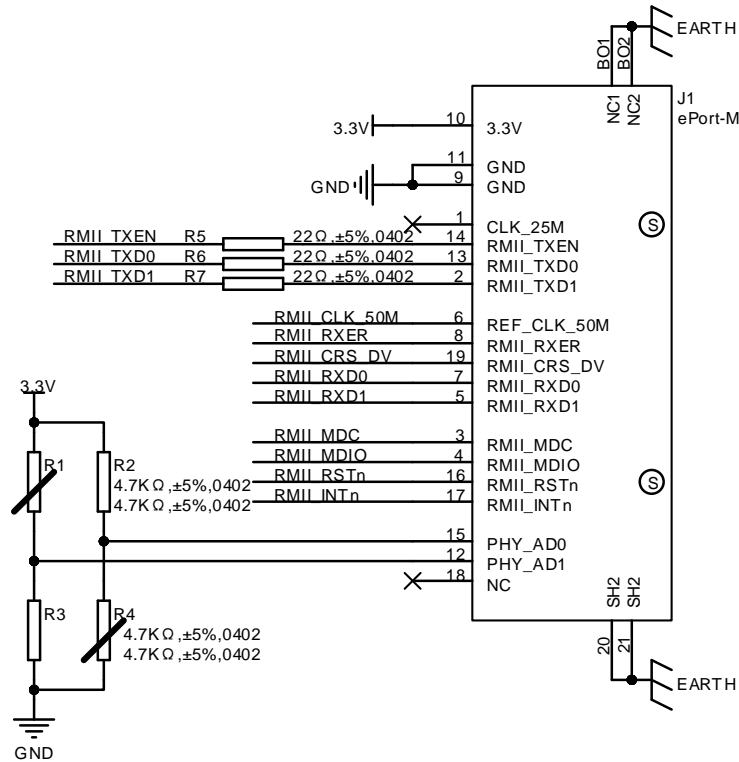 EARTH
BO1
BO2
NC1
NC2
J1
ePort-M
3.3V
10
3.3V
11
GND
GND
9
GND
1
CLK_25M
RMII_TXEN R5 22Ω,±5%,0402 14 RMII_TXEN
RMII_TXD0 R6 22Ω,±5%,0402 13 RMII_TXD0
RMII_TXD1 R7 22Ω,±5%,0402 2 RMII_TXD1
S
RMII_CLK_50M 6 REF_CLK_50M
RMII_RXER 8 RMII_RXER
RMII_CRS_DV 19 RMII_CRS_DV
RMII_RXD0 7 RMII_RXD0
RMII_RXD1 5 RMII_RXD1
RMII_MDC 3 RMII_MDC
RMII_MDIO 4 RMII_MDIO
RMII_RSTn 16 RMII_RSTn
RMII_INTn 17 RMII_INTn
S
15 PHY_AD0
12 PHY_AD1
18 NC
3.3V
R1
R2
4.7KΩ,±5%,0402
4.7KΩ,±5%,0402
R3
R4
4.7KΩ,±5%,0402
4.7KΩ,±5%,0402
GND
SH2
SH2
20
21
EARTH